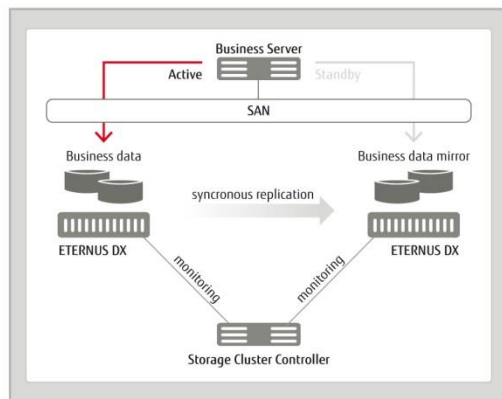 Business Server
Active
Standby
SAN
Business data
Business data mirror
syncronous replication
ETERNUS DX
ETERNUS DX
monitoring
monitoring
Storage Cluster Controller